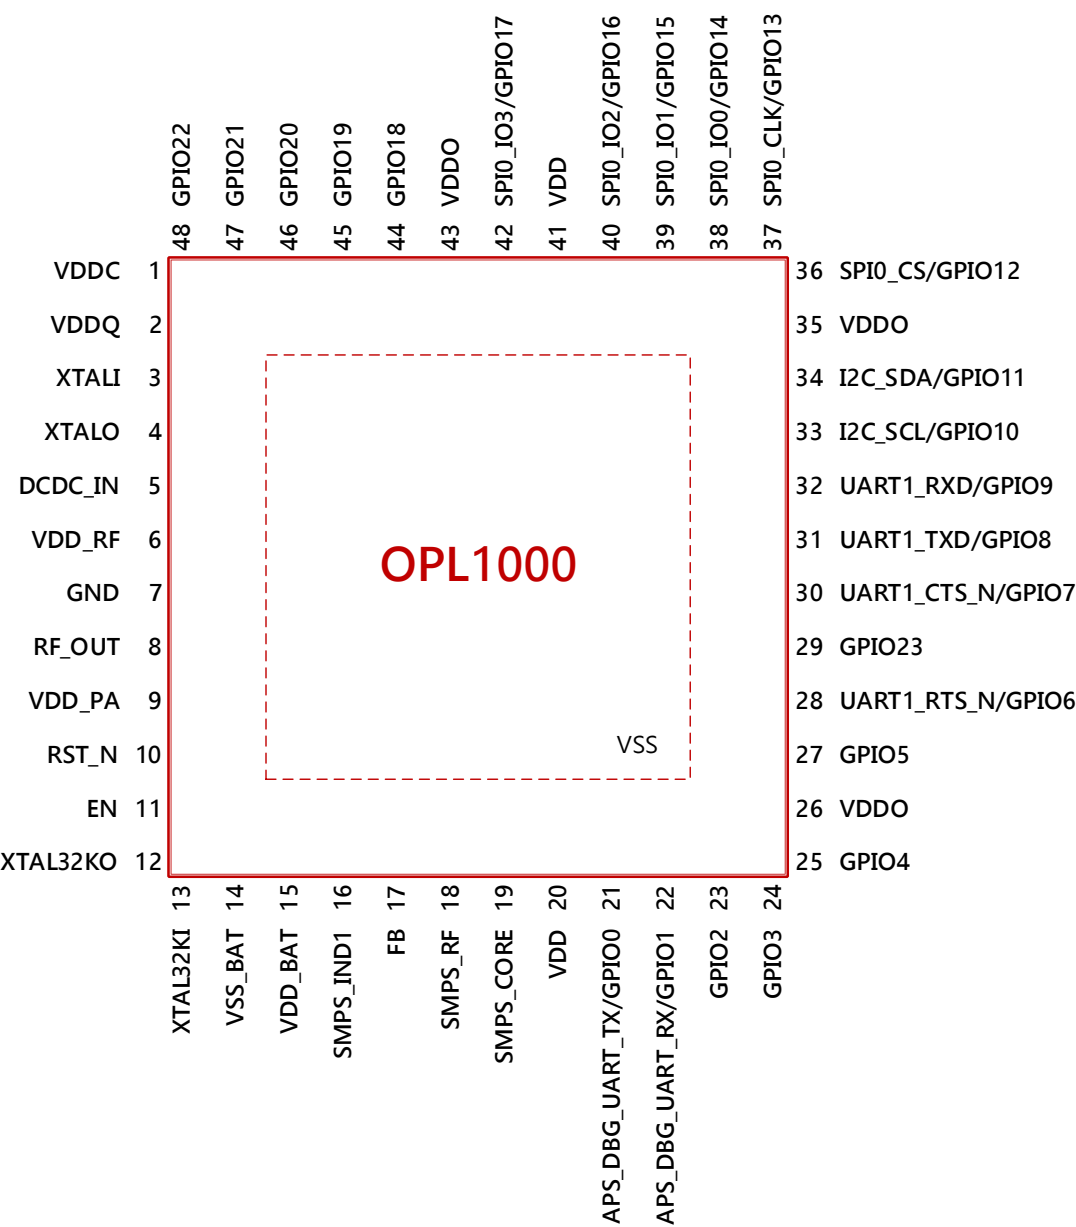 48 GPIO22
47 GPIO21
46 GPIO20
45 GPIO19
44 GPIO18
43 VDDO
42 SPI0_IO3/GPIO17
41 VDD
40 SPI0_IO2/GPIO16
39 SPI0_IO1/GPIO15
38 SPI0_IO0/GPIO14
37 SPI0_CLK/GPIO13
VDDC 1
VDDQ 2
XTALI 3
XTALO 4
DCDC_IN 5
VDD_RF 6
GND 7
RF_OUT 8
VDD_PA 9
RST_N 10
EN 11
XTAL32KO 12
OPL1000
VSS
36 SPI0_CS/GPIO12
35 VDDO
34 I2C_SDA/GPIO11
33 I2C_SCL/GPIO10
32 UART1_RXD/GPIO9
31 UART1_TXD/GPIO8
30 UART1_CTS_N/GPIO7
29 GPIO23
28 UART1_RTS_N/GPIO6
27 GPIO5
26 VDDO
25 GPIO4
XTAL32KI 13
VSS_BAT 14
VDD_BAT 15
SMPS_IND1 16
FB 17
SMPS_RF 18
SMPS_CORE 19
VDD 20
APS_DBG_UART_TX/GPIO0 21
APS_DBG_UART_RX/GPIO1 22
GPIO2 23
GPIO3 24